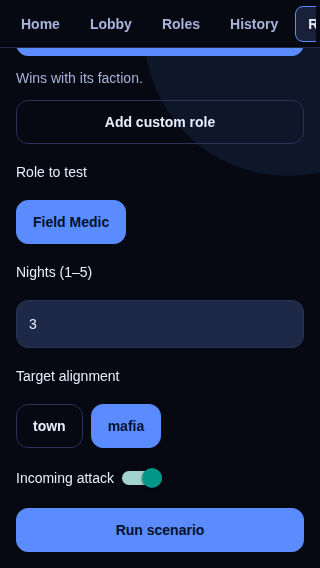 Home Lobby Roles History R
Wins with its faction.
Add custom role
Role to test
Field Medic
Nights (1–5)
3
Target alignment
town mafia
Incoming attack
Run scenario